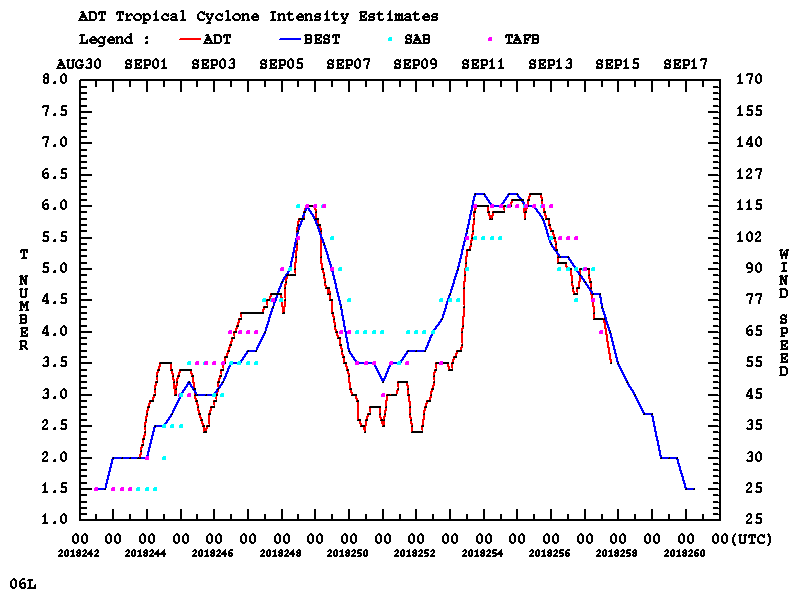 ADT Tropical Cyclone Intensity Estimates
Legend : ADT BEST SAB TAFB
AUG30 SEP01 SEP03 SEP05 SEP07 SEP09 SEP11 SEP13 SEP15 SEP17
8.0 170
7.5 155
7.0 140
6.5 127
6.0 115
5.5 102
5.0 90
4.5 77
4.0 65
3.5 55
3.0 45
2.5 35
2.0 30
1.5 25
1.0 25
T NUMBER
WIND SPEED
00 00 00 00 00 00 00 00 00 00 00 00 00 00 00 00 00 00 00 00 (UTC)
2018242 2018244 2018246 2018248 2018250 2018252 2018254 2018256 2018258 2018260
06L